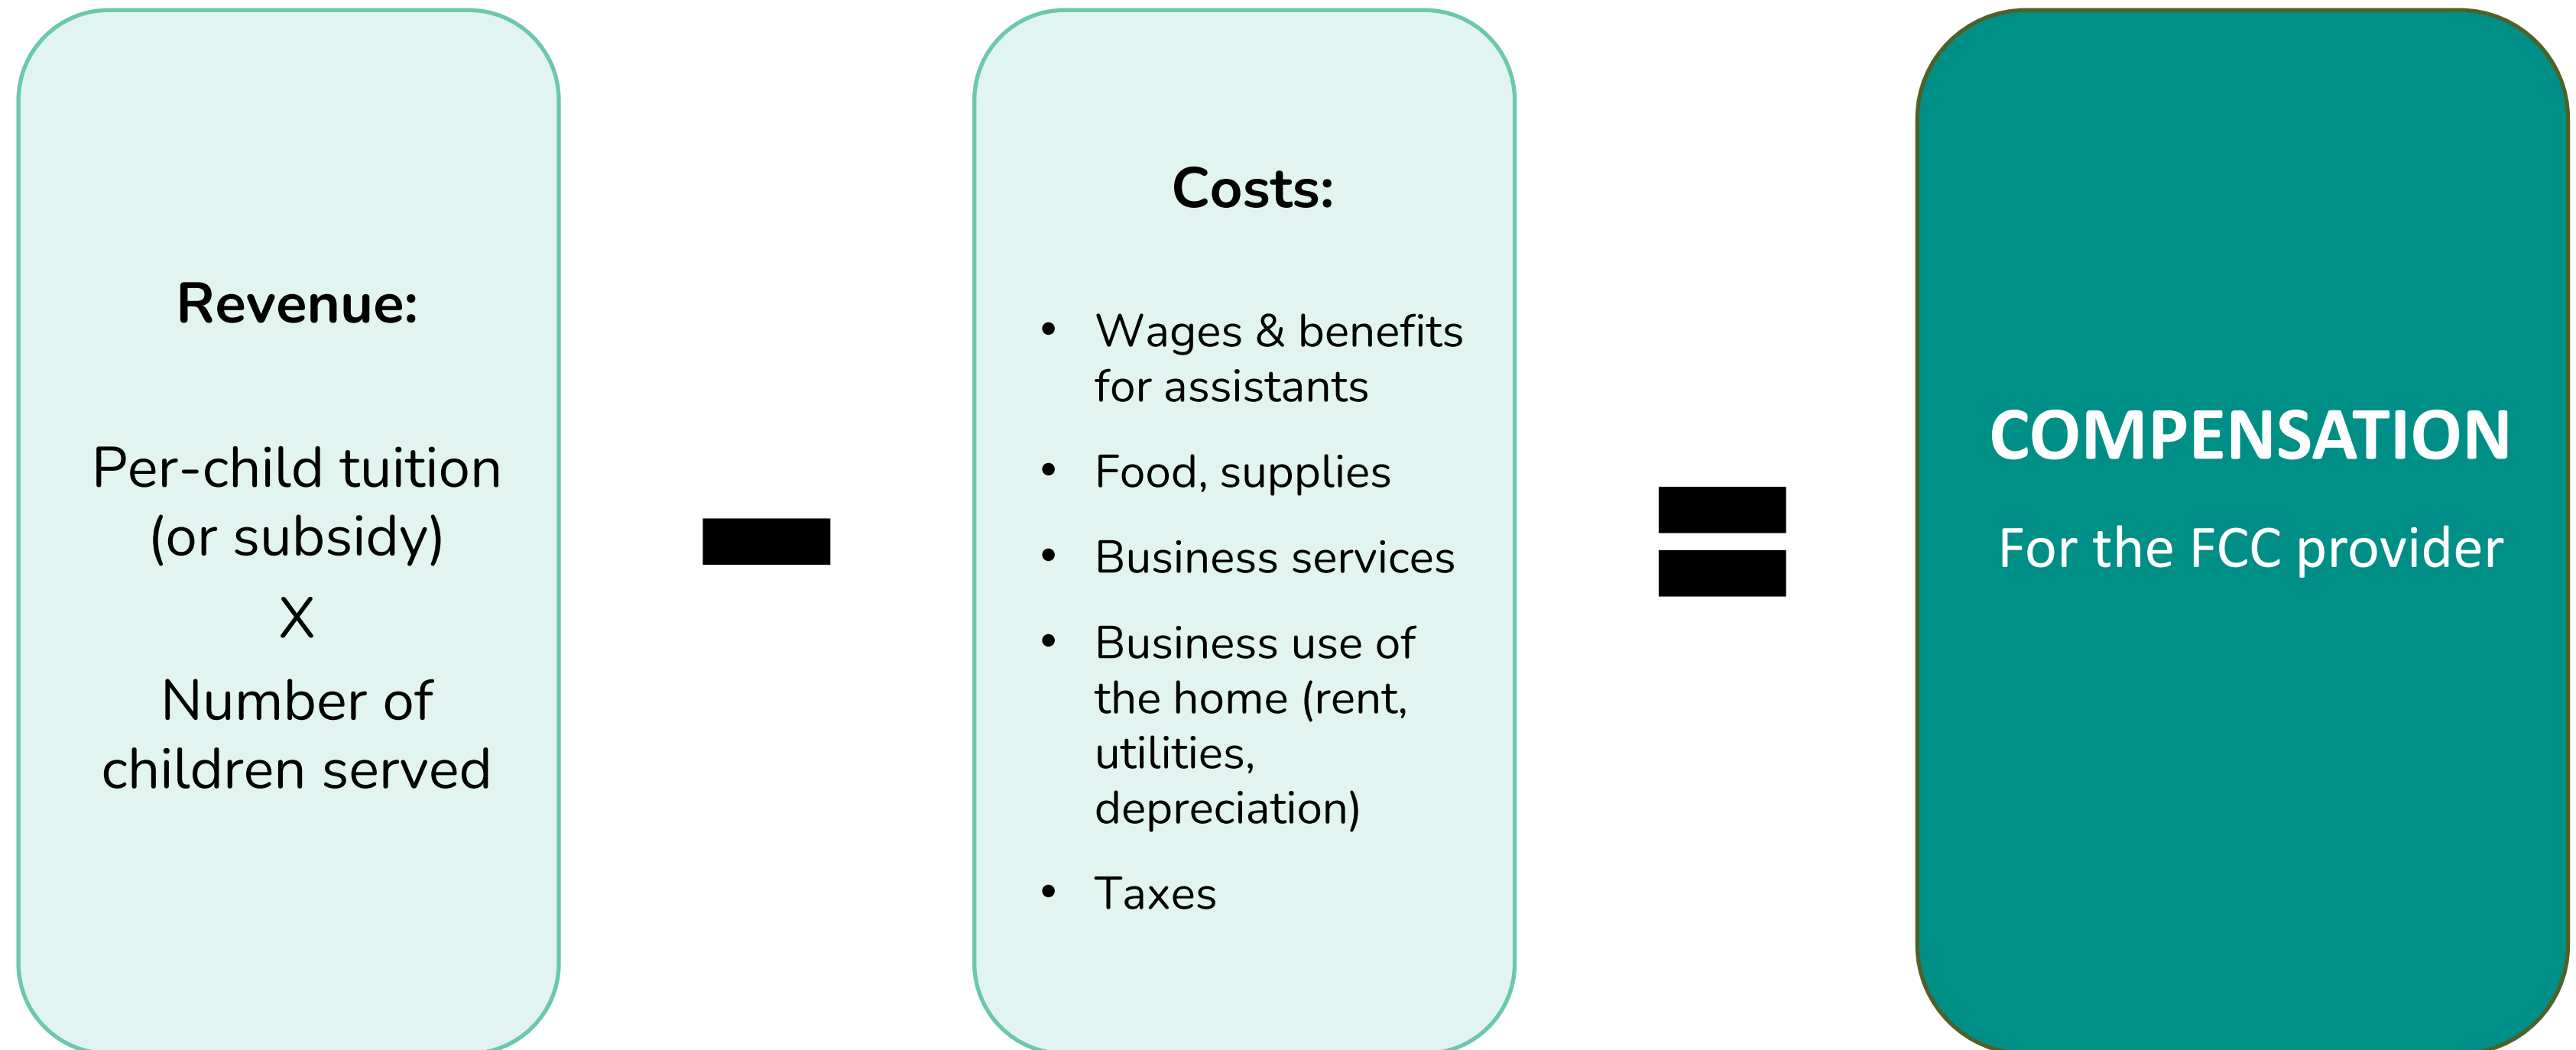 Revenue:
Per-child tuition
(or subsidy)
X
Number of
children served
Costs:
• Wages & benefits
for assistants
• Food, supplies
• Business services
• Business use of
the home (rent,
utilities,
depreciation)
• Taxes
COMPENSATION
For the FCC provider